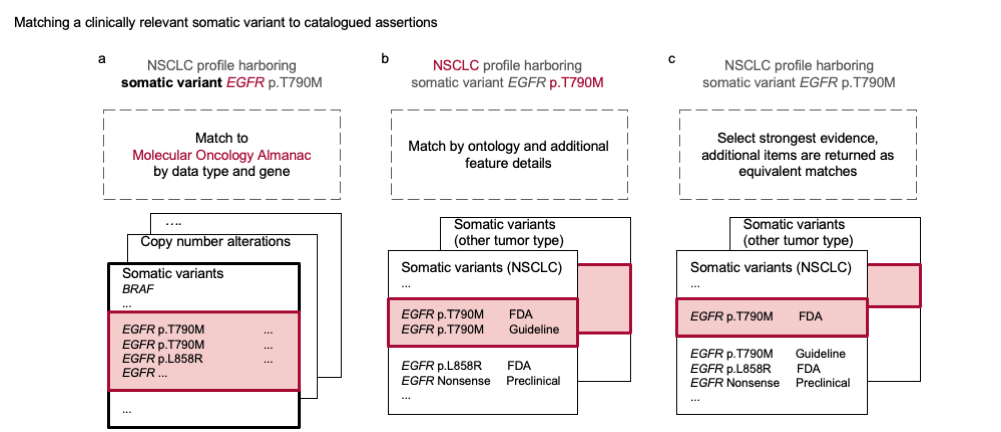 Matching a clinically relevant somatic variant to catalogued assertions
a
NSCLC profile harboring
somatic variant EGFR p.T790M
Match to
Molecular Oncology Almanac
by data type and gene
....
Copy number alterations
Somatic variants
BRAF
...
EGFR p.T790M ...
EGFR p.T790M ...
EGFR p.L858R ...
EGFR ...
...
b
NSCLC profile harboring
somatic variant EGFR p.T790M
Match by ontology and additional
feature details
Somatic variants
(other tumor type)
Somatic variants (NSCLC)
...
EGFR p.T790M FDA
EGFR p.T790M Guideline
EGFR p.L858R FDA
EGFR Nonsense Preclinical
...
c
NSCLC profile harboring
somatic variant EGFR p.T790M
Select strongest evidence,
additional items are returned as
equivalent matches
Somatic variants
(other tumor type)
Somatic variants (NSCLC)
...
EGFR p.T790M FDA
EGFR p.T790M Guideline
EGFR p.L858R FDA
EGFR Nonsense Preclinical
...